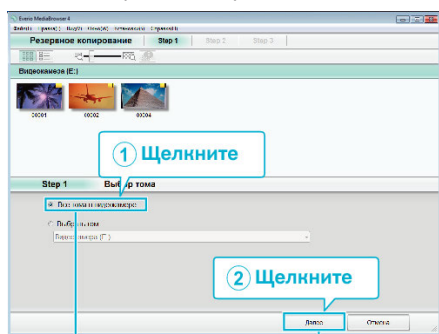 Everio MediaBrowser 4
Резервное копирование Step 1 Step 2 Step 3
Видеокамера (E:)
00001 00002 00004
1 Щелкните
Step 1 Выбор тома
Все тома в видеокамере
Выбрать том
Видеокамера (E:)
2 Щелкните
Далее Отмена